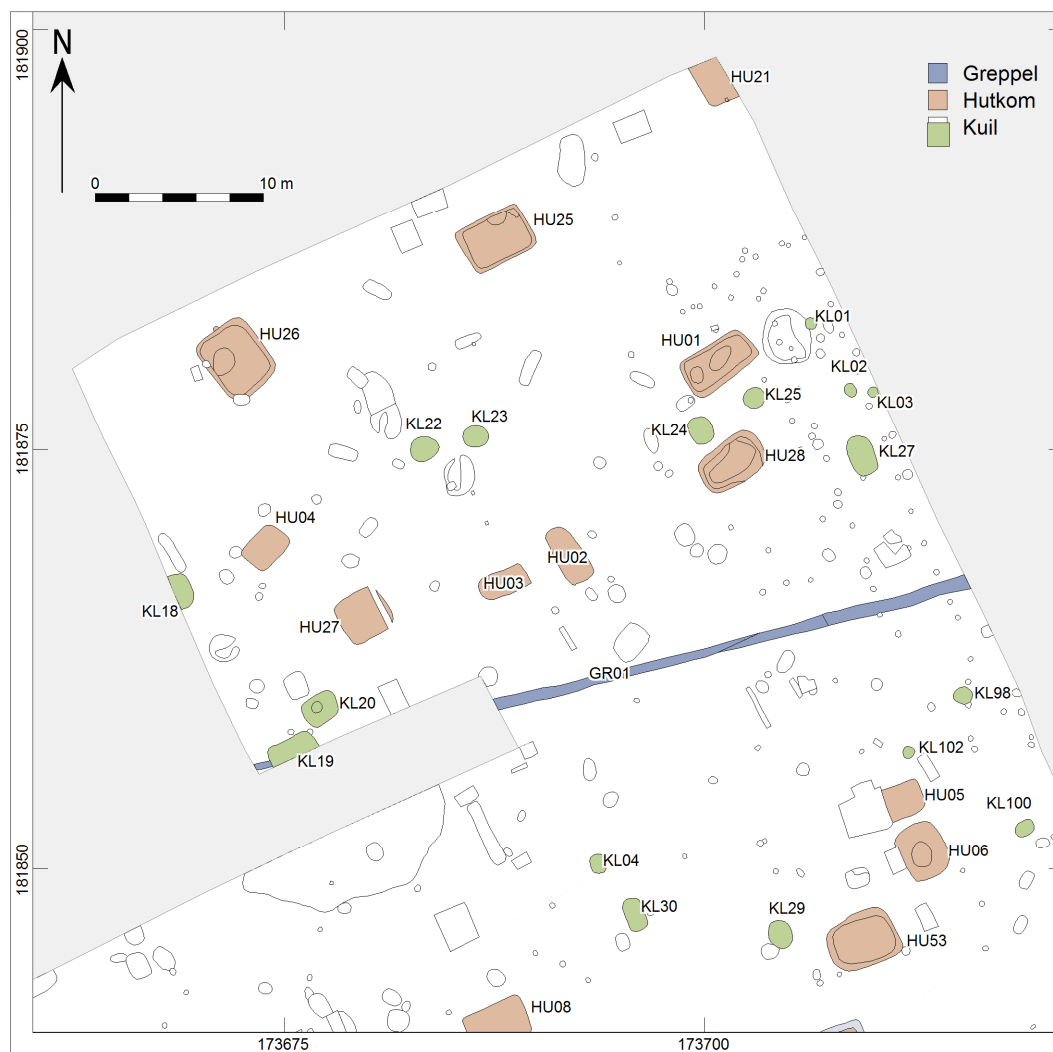 181900
N
HU21
Greppel
Hutkom
Kuil
0 10 m
HU25
KL01
HU26
HU01
KL02
KL25
KL03
KL22
KL23
KL24
181875
HU28
KL27
HU04
HU02
HU03
KL18
HU27
GR01
KL20
KL98
KL102
KL19
HU05
KL100
181850
KL04
HU06
KL30
KL29
HU53
HU08
173675
173700